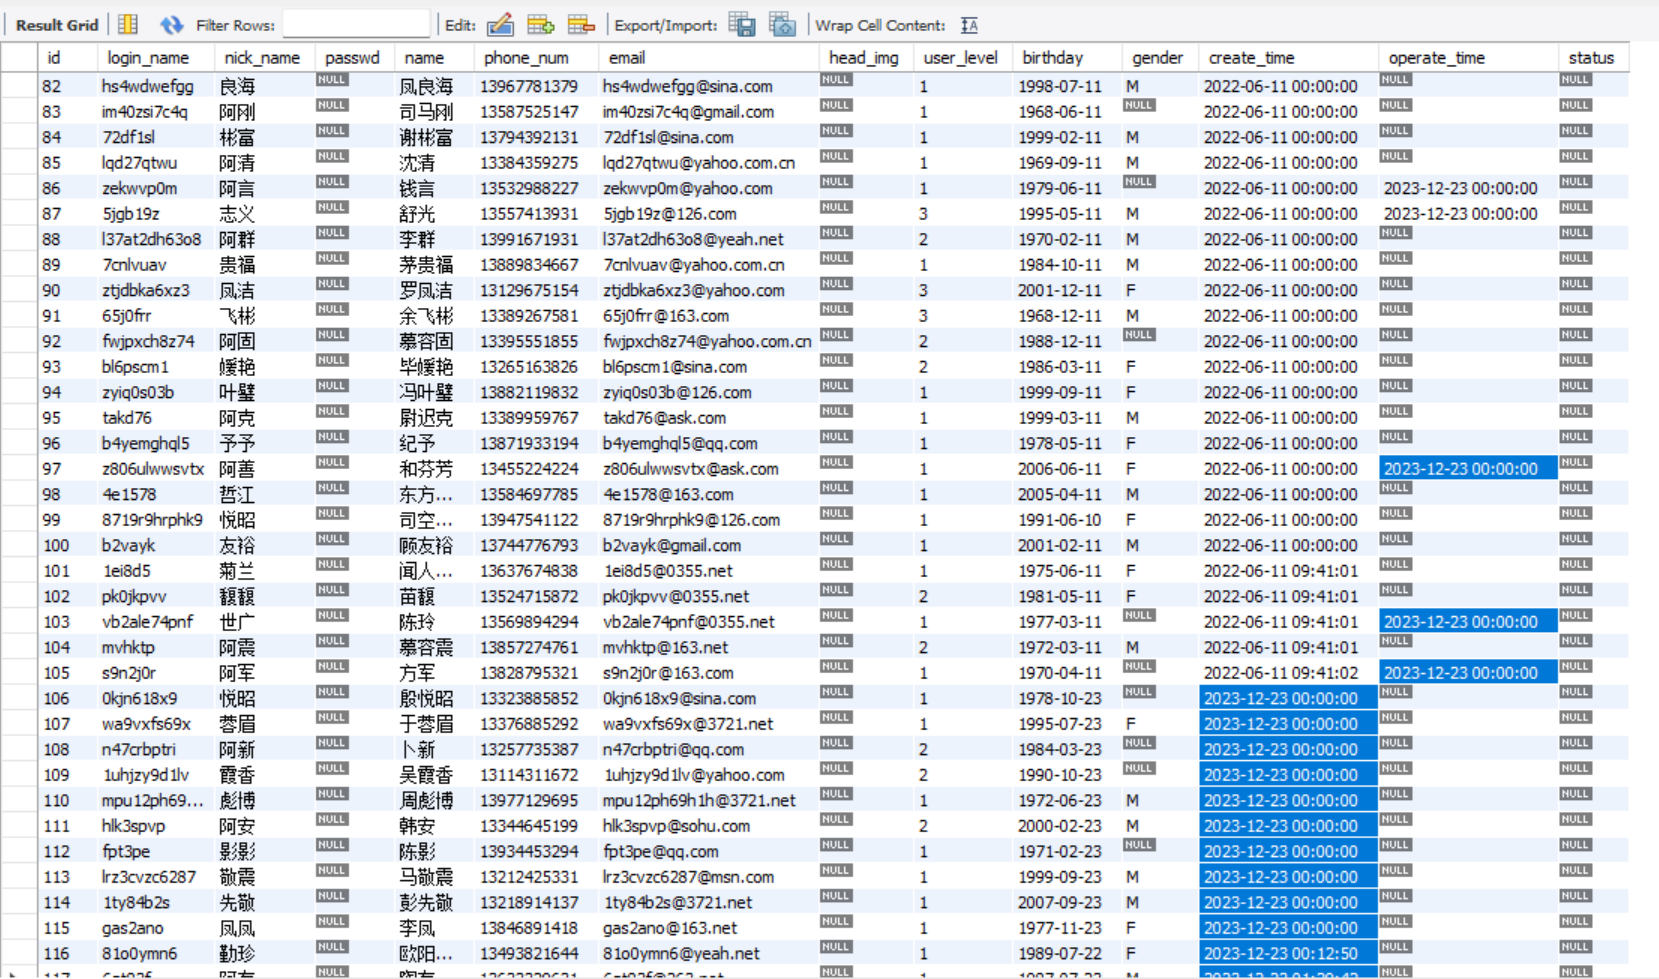 Result Grid Filter Rows: Edit: Export/Import: Wrap Cell Content: IA
id login_name nick_name passwd name phone_num email head_img user_level birthday gender create_time operate_time status
82 hs4wdwefgg 良海 NULL 凤良海 13967781379 hs4wdwefgg@sina.com NULL 1 1998-07-11 M 2022-06-11 00:00:00 NULL NULL
83 im40zsi7c4q 阿刚 NULL 司马刚 13587525147 im40zsi7c4q@gmail.com NULL 1 1968-06-11 NULL 2022-06-11 00:00:00 NULL NULL
84 72df1sl 彬富 NULL 谢彬富 13794392131 72df1sl@sina.com NULL 1 1999-02-11 M 2022-06-11 00:00:00 NULL NULL
85 lqd27qtwu 阿清 NULL 沈清 13384359275 lqd27qtwu@yahoo.com.cn NULL 1 1969-09-11 M 2022-06-11 00:00:00 NULL NULL
86 zekwvp0m 阿言 NULL 钱言 13532988227 zekwvp0m@yahoo.com NULL 1 1979-06-11 NULL 2022-06-11 00:00:00 2023-12-23 00:00:00 NULL
87 5jgb19z 志义 NULL 舒光 13557413931 5jgb19z@126.com NULL 3 1995-05-11 M 2022-06-11 00:00:00 2023-12-23 00:00:00 NULL
88 l37at2dh63o8 阿群 NULL 李群 13991671931 l37at2dh63o8@yeah.net NULL 2 1970-02-11 M 2022-06-11 00:00:00 NULL NULL
89 7cnlvuav 贵福 NULL 茅贵福 13889834667 7cnlvuav@yahoo.com.cn NULL 1 1984-10-11 M 2022-06-11 00:00:00 NULL NULL
90 ztjdbka6xz3 凤洁 NULL 罗凤洁 13129675154 ztjdbka6xz3@yahoo.com NULL 3 2001-12-11 F 2022-06-11 00:00:00 NULL NULL
91 65j0frr 飞彬 NULL 余飞彬 13389267581 65j0frr@163.com NULL 3 1968-12-11 M 2022-06-11 00:00:00 NULL NULL
92 fwjpxch8z74 阿固 NULL 慕容固 13395551855 fwjpxch8z74@yahoo.com.cn NULL 2 1988-12-11 NULL 2022-06-11 00:00:00 NULL NULL
93 bl6pscm1 媛艳 NULL 毕媛艳 13265163826 bl6pscm1@sina.com NULL 2 1986-03-11 F 2022-06-11 00:00:00 NULL NULL
94 zyiq0s03b 叶璧 NULL 冯叶璧 13882119832 zyiq0s03b@126.com NULL 1 1999-09-11 F 2022-06-11 00:00:00 NULL NULL
95 takd76 阿克 NULL 尉迟克 13389959767 takd76@ask.com NULL 1 1999-03-11 M 2022-06-11 00:00:00 NULL NULL
96 b4yemghql5 予予 NULL 纪予 13871933194 b4yemghql5@qq.com NULL 1 1978-05-11 F 2022-06-11 00:00:00 NULL NULL
97 z806ulwwsvtx 阿善 NULL 和芬芳 13455224224 z806ulwwsvtx@ask.com NULL 1 2006-06-11 F 2022-06-11 00:00:00 2023-12-23 00:00:00 NULL
98 4e1578 哲江 NULL 东方... 13584697785 4e1578@163.com NULL 1 2005-04-11 M 2022-06-11 00:00:00 NULL NULL
99 8719r9hrphk9 悦昭 NULL 司空... 13947541122 8719r9hrphk9@126.com NULL 1 1991-06-10 F 2022-06-11 00:00:00 NULL NULL
100 b2vayk 友裕 NULL 顾友裕 13744776793 b2vayk@gmail.com NULL 1 2001-02-11 M 2022-06-11 00:00:00 NULL NULL
101 1ei8d5 菊兰 NULL 闻人... 13637674838 1ei8d5@0355.net NULL 1 1975-06-11 F 2022-06-11 09:41:01 NULL NULL
102 pk0jkpvv 馥馥 NULL 苗馥 13524715872 pk0jkpvv@0355.net NULL 2 1981-05-11 F 2022-06-11 09:41:01 NULL NULL
103 vb2ale74pnf 世广 NULL 陈玲 13569894294 vb2ale74pnf@0355.net NULL 1 1977-03-11 NULL 2022-06-11 09:41:01 2023-12-23 00:00:00 NULL
104 mvhktp 阿震 NULL 慕容震 13857274761 mvhktp@163.net NULL 2 1972-03-11 M 2022-06-11 09:41:01 NULL NULL
105 s9n2j0r 阿军 NULL 方军 13828795321 s9n2j0r@163.com NULL 1 1970-04-11 NULL 2022-06-11 09:41:02 2023-12-23 00:00:00 NULL
106 0kjn618x9 悦昭 NULL 殷悦昭 13323885852 0kjn618x9@sina.com NULL 1 1978-10-23 NULL 2023-12-23 00:00:00 NULL NULL
107 wa9vxfs69x 蓉眉 NULL 于蓉眉 13376885292 wa9vxfs69x@3721.net NULL 1 1995-07-23 F 2023-12-23 00:00:00 NULL NULL
108 n47crbptri 阿新 NULL 卜新 13257735387 n47crbptri@qq.com NULL 2 1984-03-23 NULL 2023-12-23 00:00:00 NULL NULL
109 1uhjzy9d1lv 霞香 NULL 吴霞香 13114311672 1uhjzy9d1lv@yahoo.com NULL 2 1990-10-23 NULL 2023-12-23 00:00:00 NULL NULL
110 mpu12ph69... 彪博 NULL 周彪博 13977129695 mpu12ph69h1h@3721.net NULL 1 1972-06-23 M 2023-12-23 00:00:00 NULL NULL
111 hlk3spvp 阿安 NULL 韩安 13344645199 hlk3spvp@sohu.com NULL 2 2000-02-23 M 2023-12-23 00:00:00 NULL NULL
112 fpt3pe 影影 NULL 陈影 13934453294 fpt3pe@qq.com NULL 1 1971-02-23 NULL 2023-12-23 00:00:00 NULL NULL
113 lrz3cvzc6287 敬震 NULL 马敬震 13212425331 lrz3cvzc6287@msn.com NULL 1 1999-09-23 M 2023-12-23 00:00:00 NULL NULL
114 1ty84b2s 先敬 NULL 彭先敬 13218914137 1ty84b2s@3721.net NULL 1 2007-09-23 M 2023-12-23 00:00:00 NULL NULL
115 gas2ano 凤凤 NULL 李凤 13846891418 gas2ano@163.net NULL 1 1977-11-23 F 2023-12-23 00:00:00 NULL NULL
116 81o0ymn6 勤珍 NULL 欧阳... 13493821644 81o0ymn6@yeah.net NULL 1 1989-07-22 F 2023-12-23 00:12:50 NULL NULL
NULL NULL NULL NULL